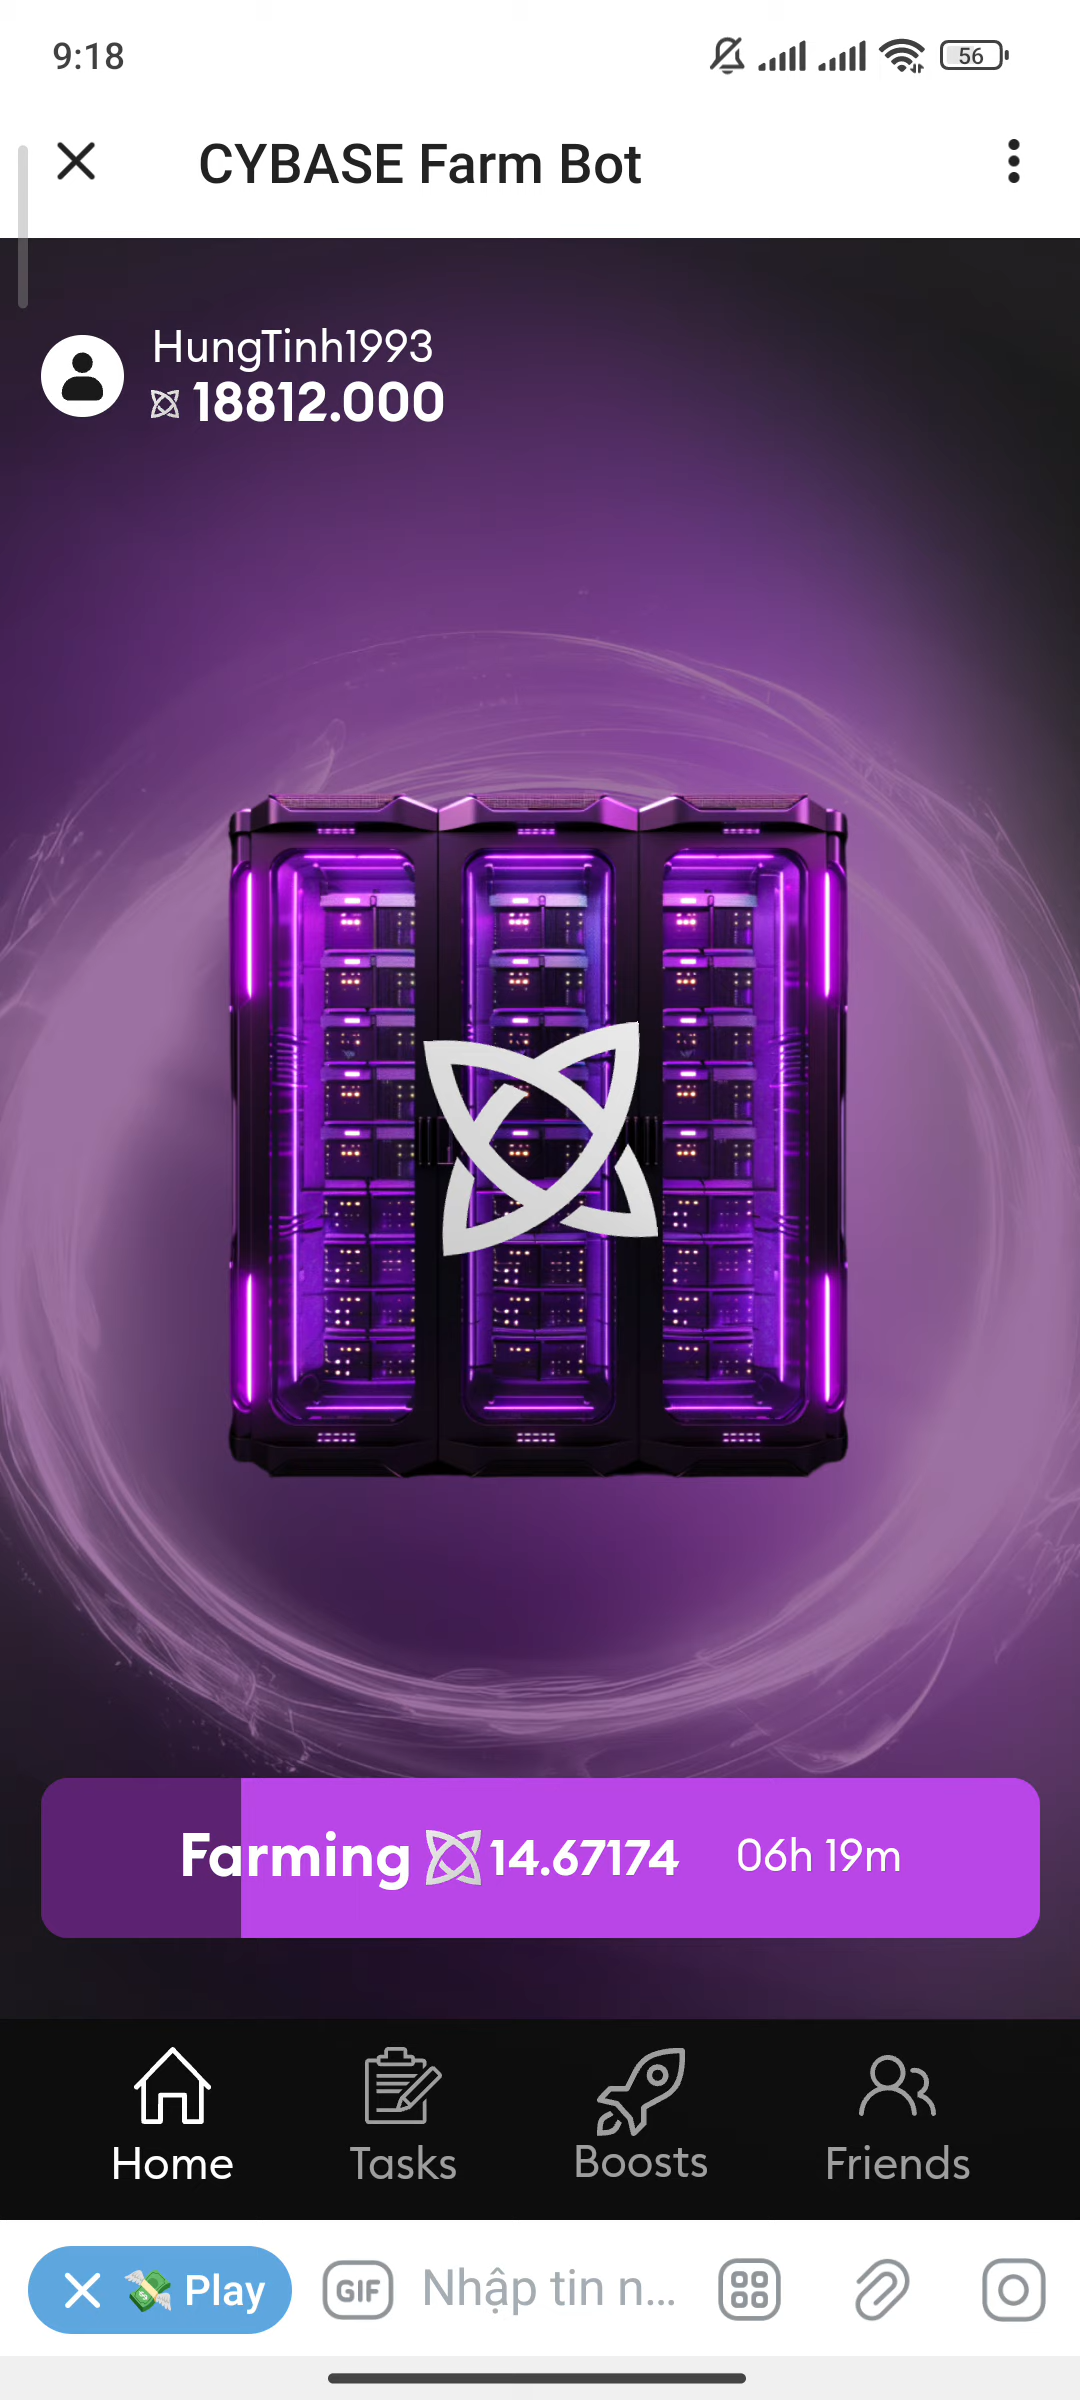 9:18
56
CYBASE Farm Bot
HungTinh1993
18812.000
Farming 14.67174 06h 19m
Home Tasks Boosts Friends
Play GIF Nhập tin n...